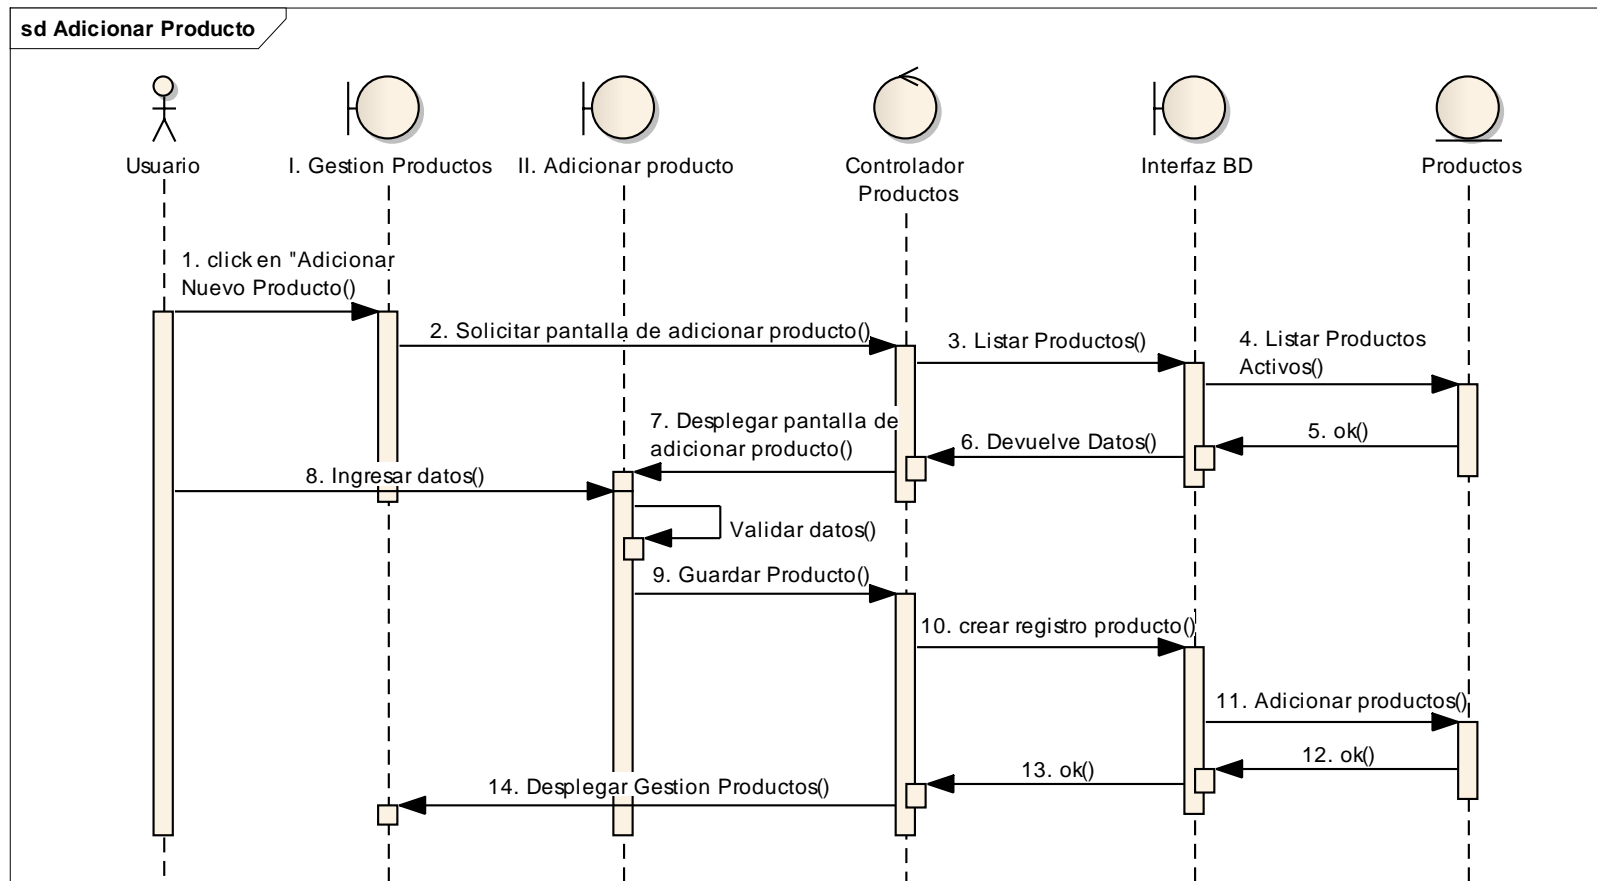 sd Adicionar Producto
Usuario
I. Gestion Productos
II. Adicionar producto
Controlador
Productos
Interfaz BD
Productos
1. click en "Adicionar
Nuevo Producto()
2. Solicitar pantalla de adicionar producto()
3. Listar Productos()
4. Listar Productos
Activos()
5. ok()
6. Devuelve Datos()
7. Desplegar pantalla de
adicionar producto()
8. Ingresar datos()
Validar datos()
9. Guardar Producto()
10. crear registro producto()
11. Adicionar productos()
12. ok()
13. ok()
14. Desplegar Gestion Productos()